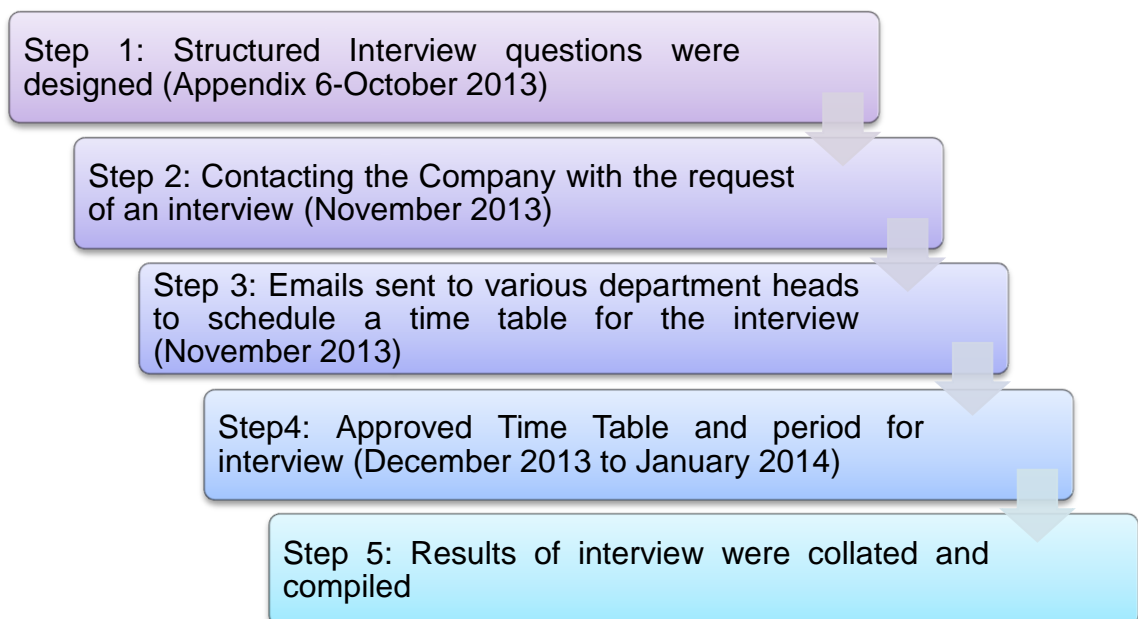 Step 1: Structured Interview questions were
designed (Appendix 6-October 2013)
Step 2: Contacting the Company with the request
of an interview (November 2013)
Step 3: Emails sent to various department heads
to schedule a time table for the interview
(November 2013)
Step4: Approved Time Table and period for
interview (December 2013 to January 2014)
Step 5: Results of interview were collated and
compiled